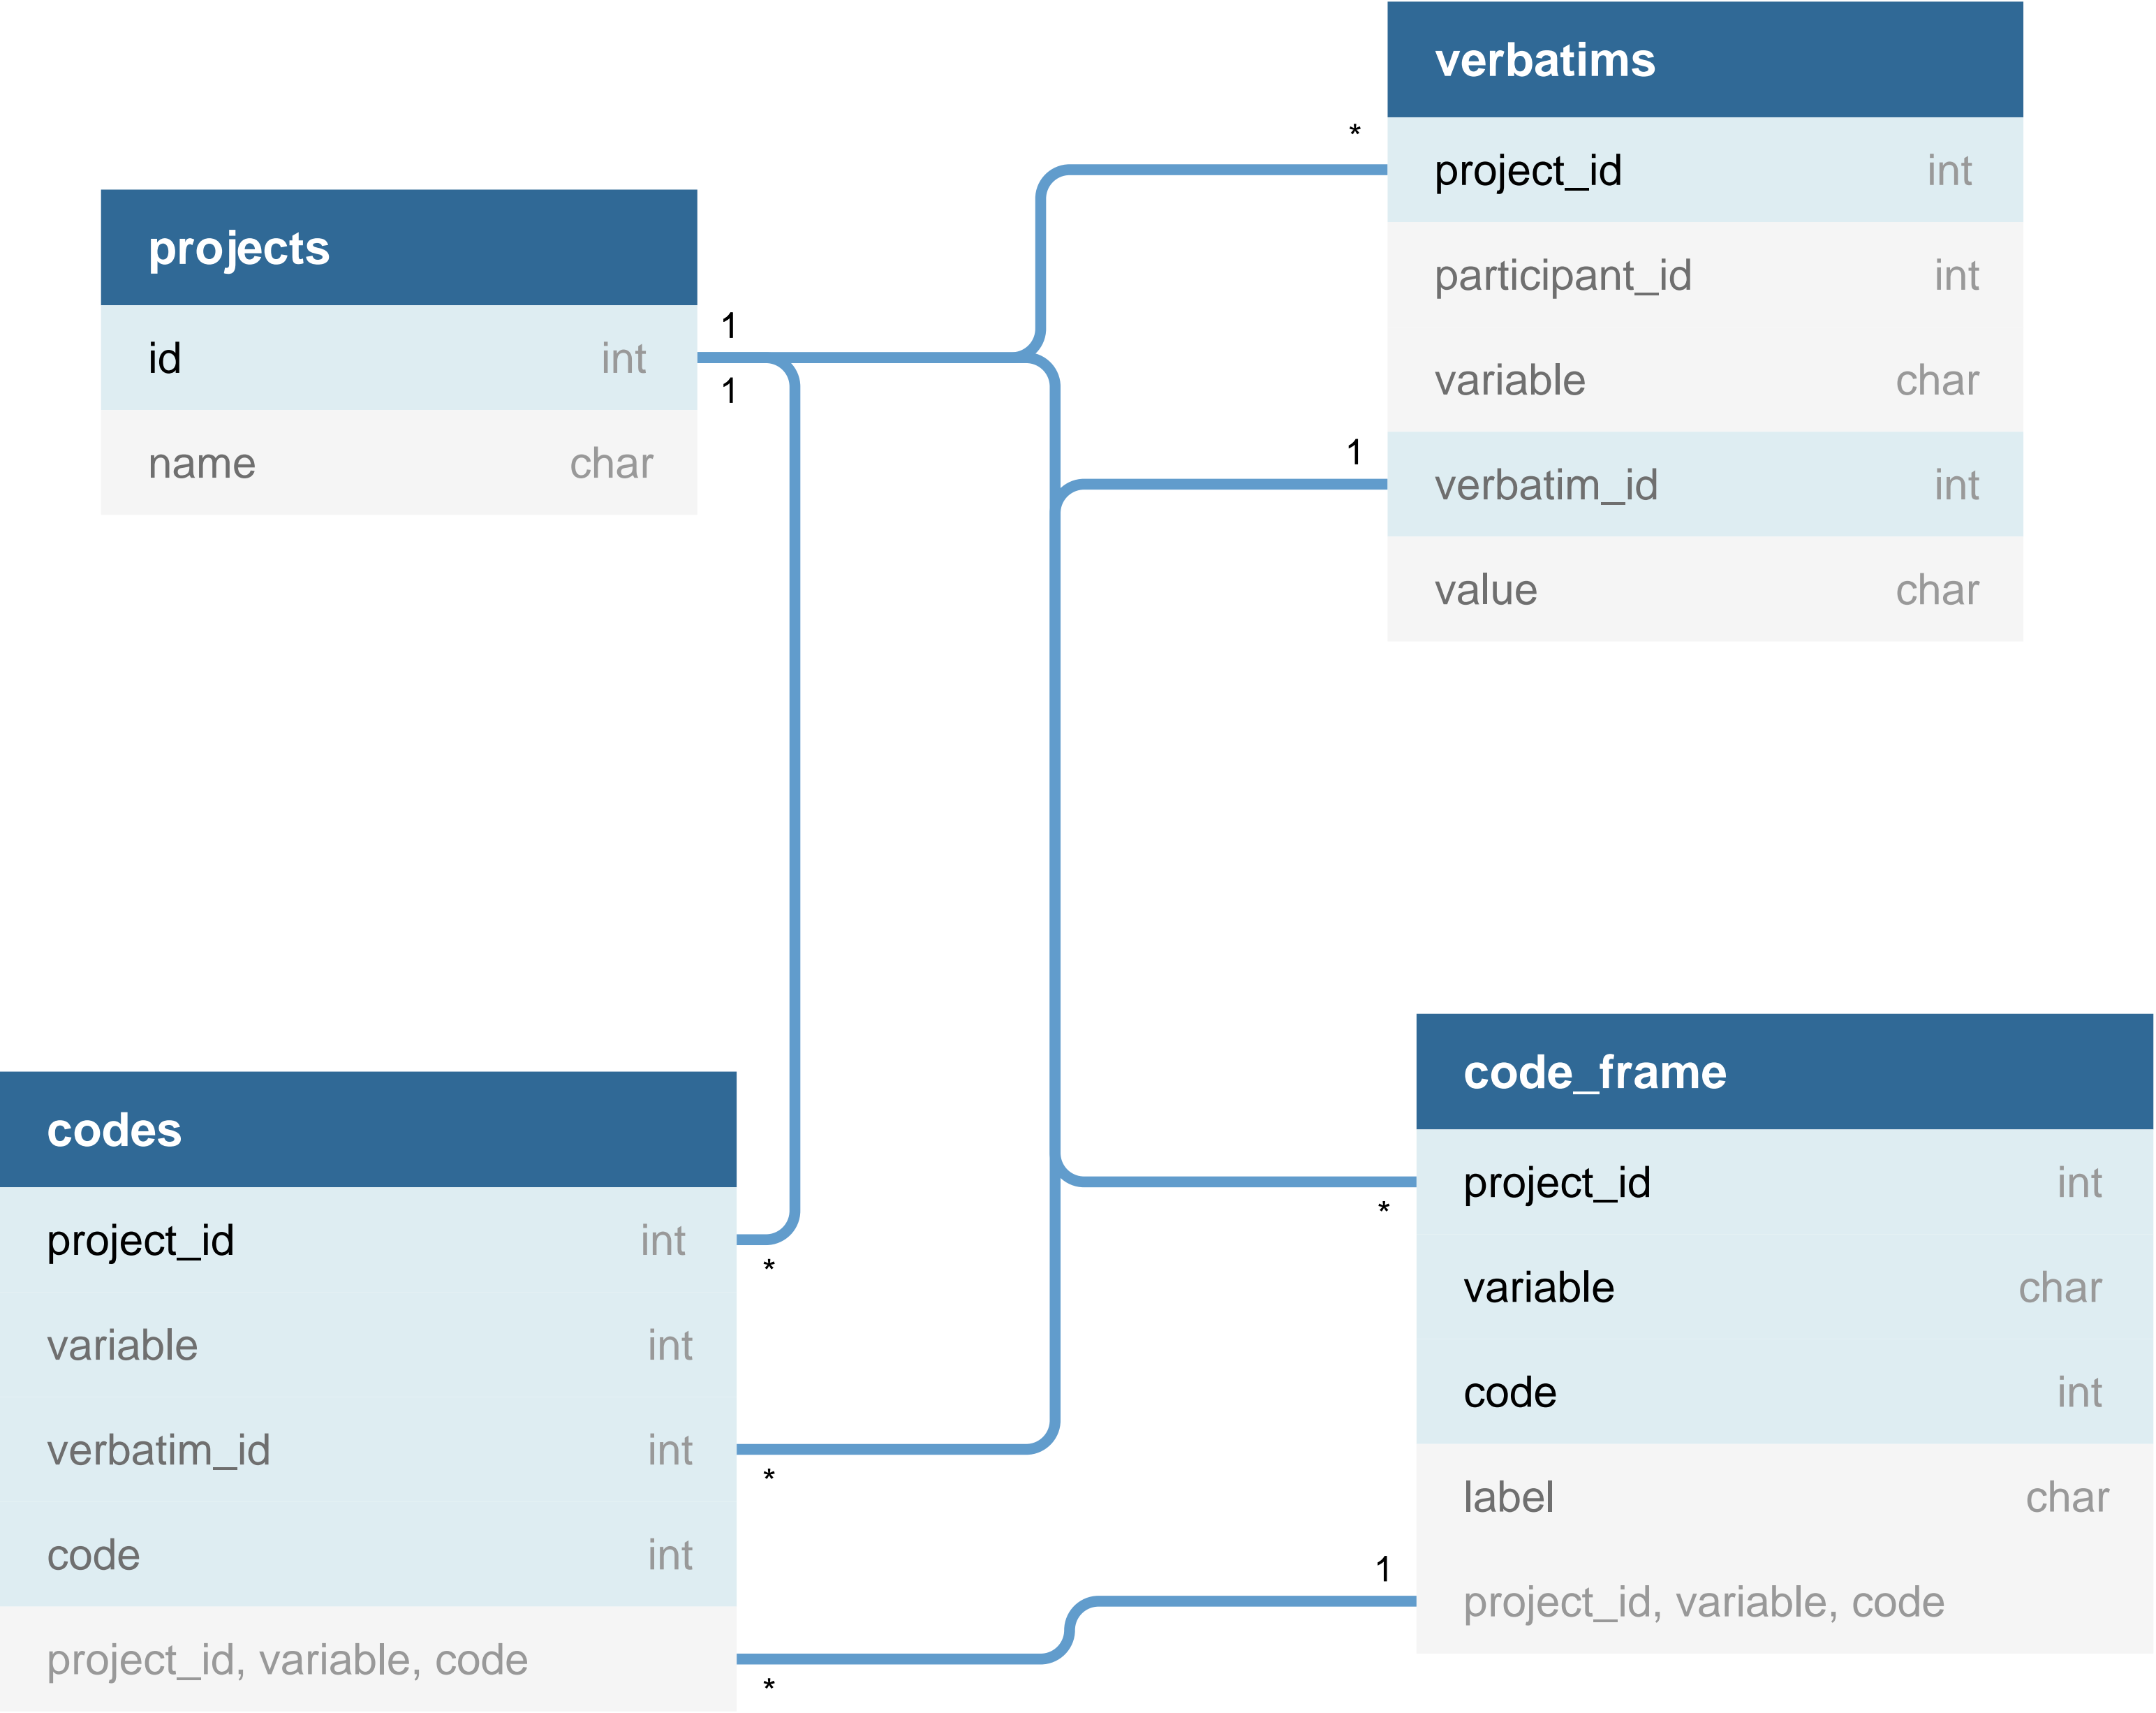 projects
id int
name char
1
1
verbatims
project_id int
participant_id int
variable char
verbatim_id int
value char
*
1
codes
project_id int
variable int
verbatim_id int
code int
project_id, variable, code
*
*
*
code_frame
project_id int
variable char
code int
label char
project_id, variable, code
*
1